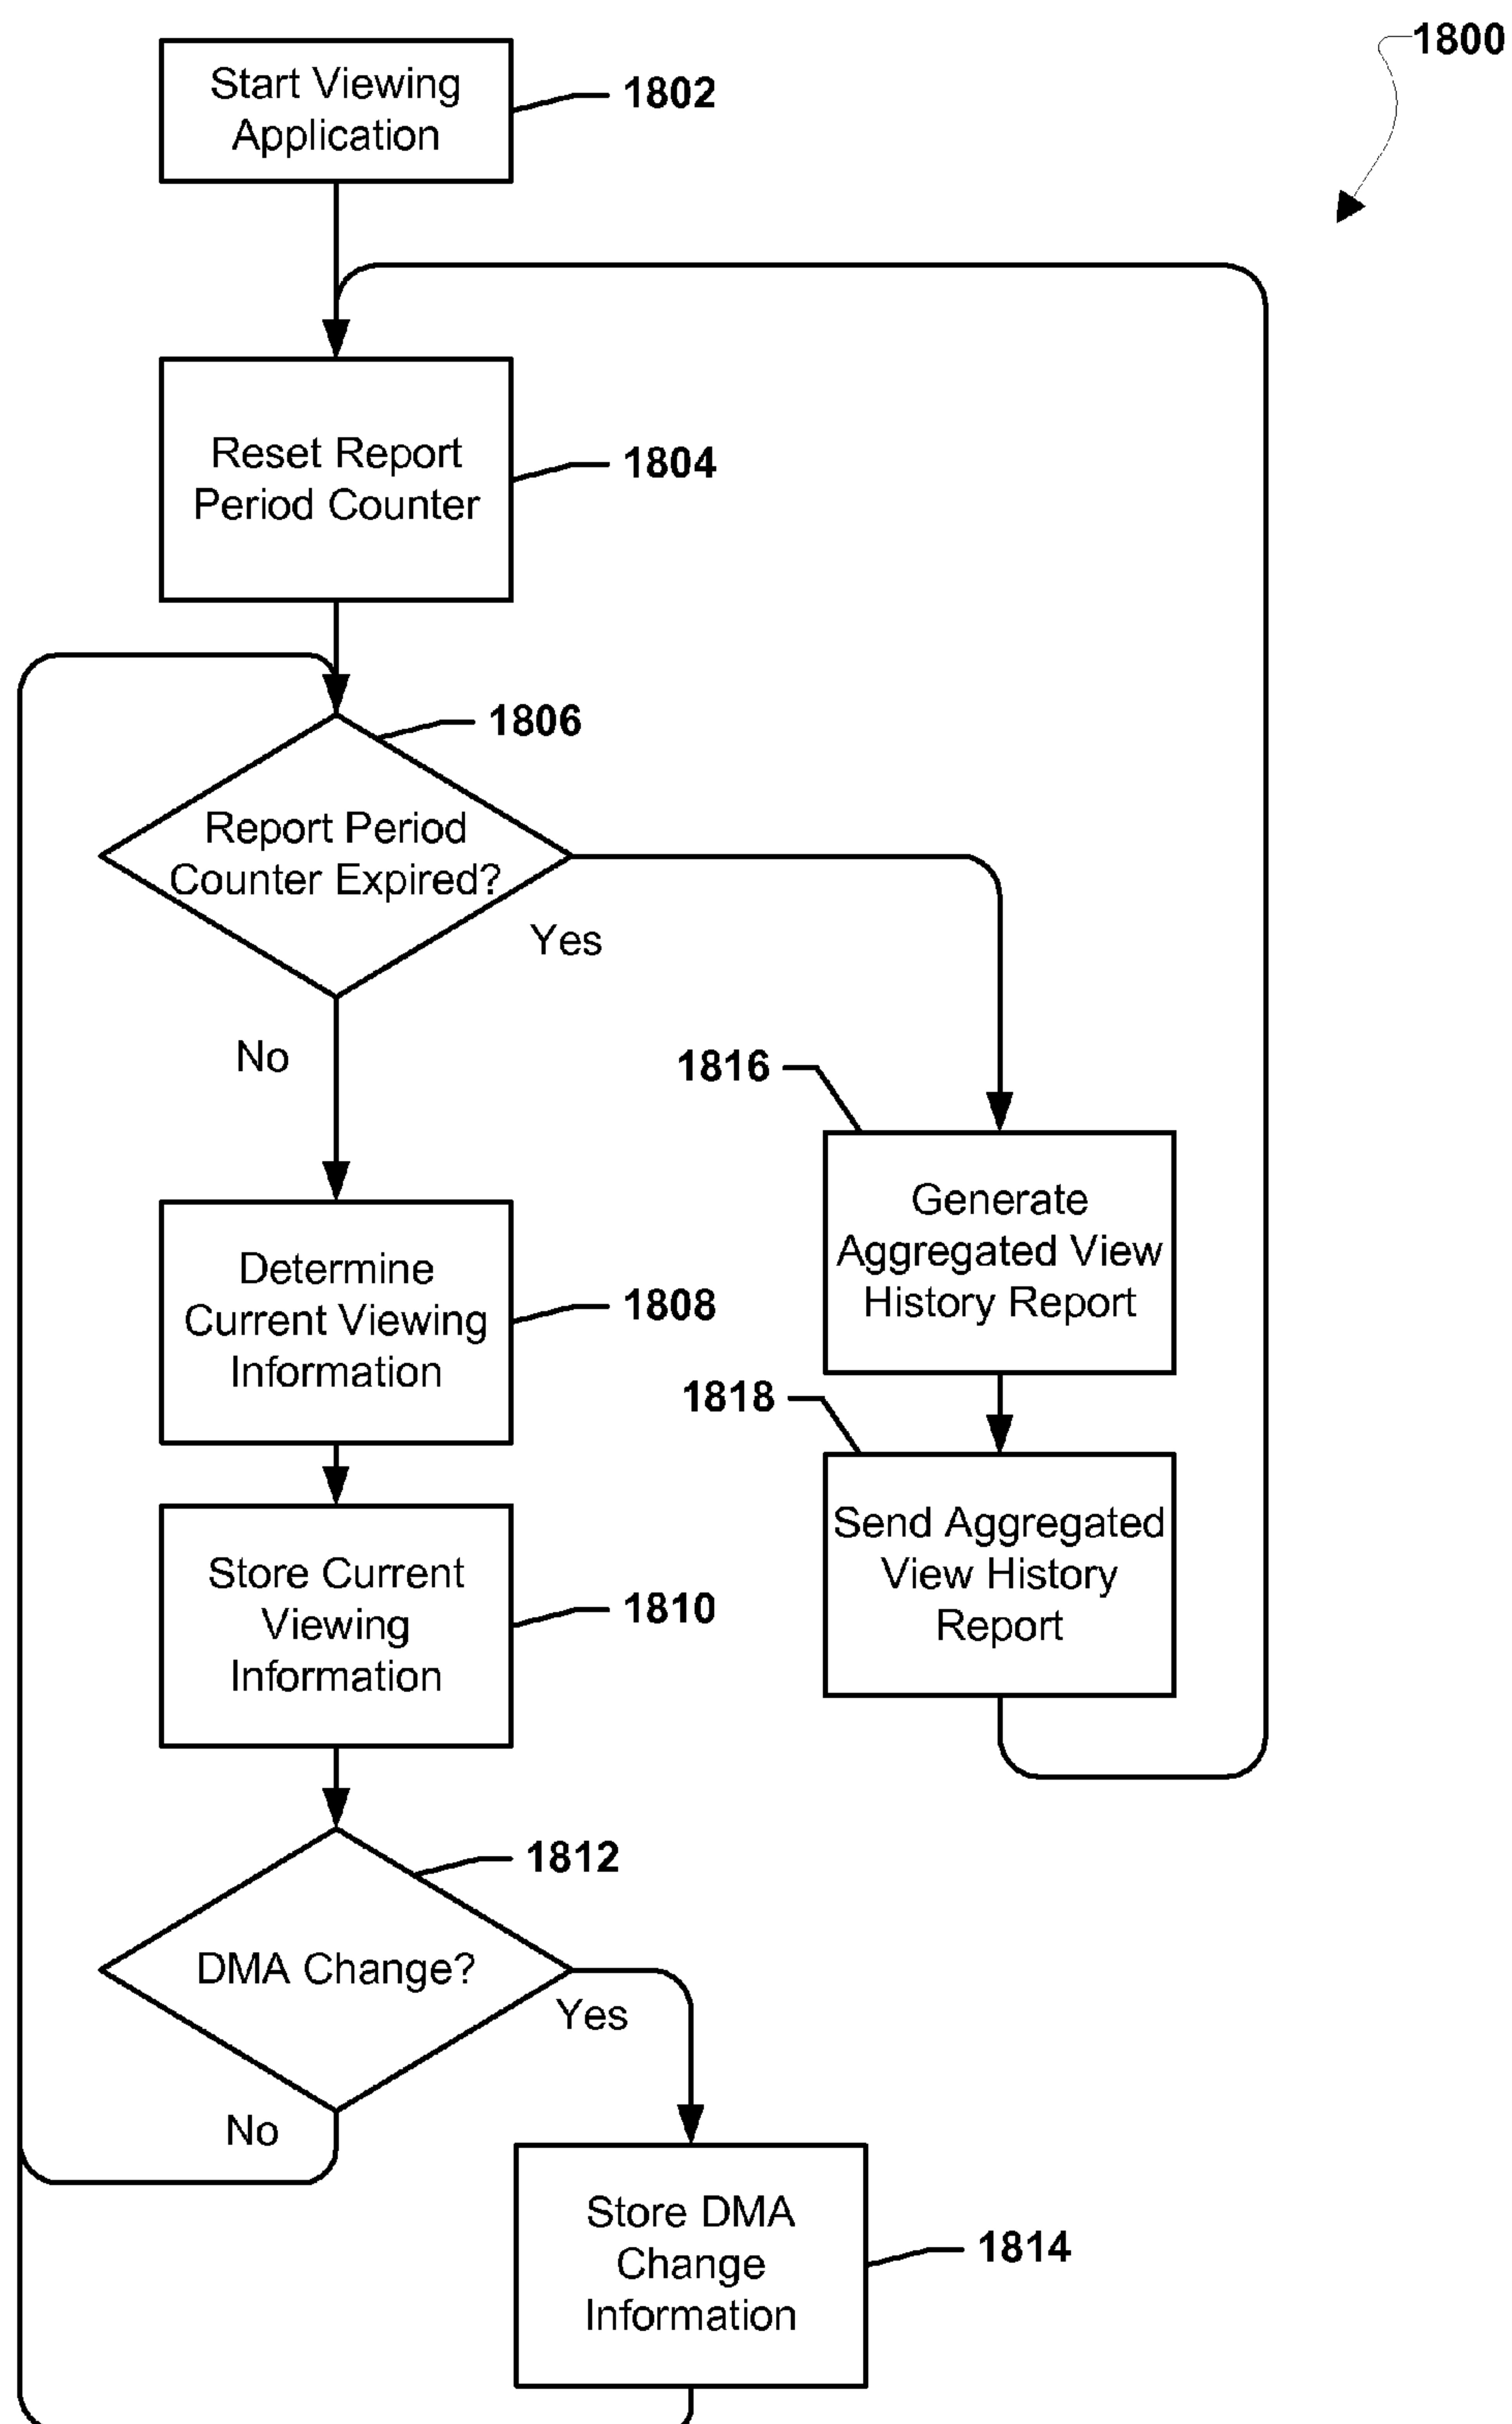 1800
Start Viewing
Application
1802
Reset Report
Period Counter
1804
1806
Report Period
Counter Expired?
Yes
No
1816
Generate
Aggregated View
History Report
Determine
Current Viewing
Information
1808
1818
Send Aggregated
View History
Report
Store Current
Viewing
Information
1810
1812
DMA Change?
Yes
No
Store DMA
Change
Information
1814